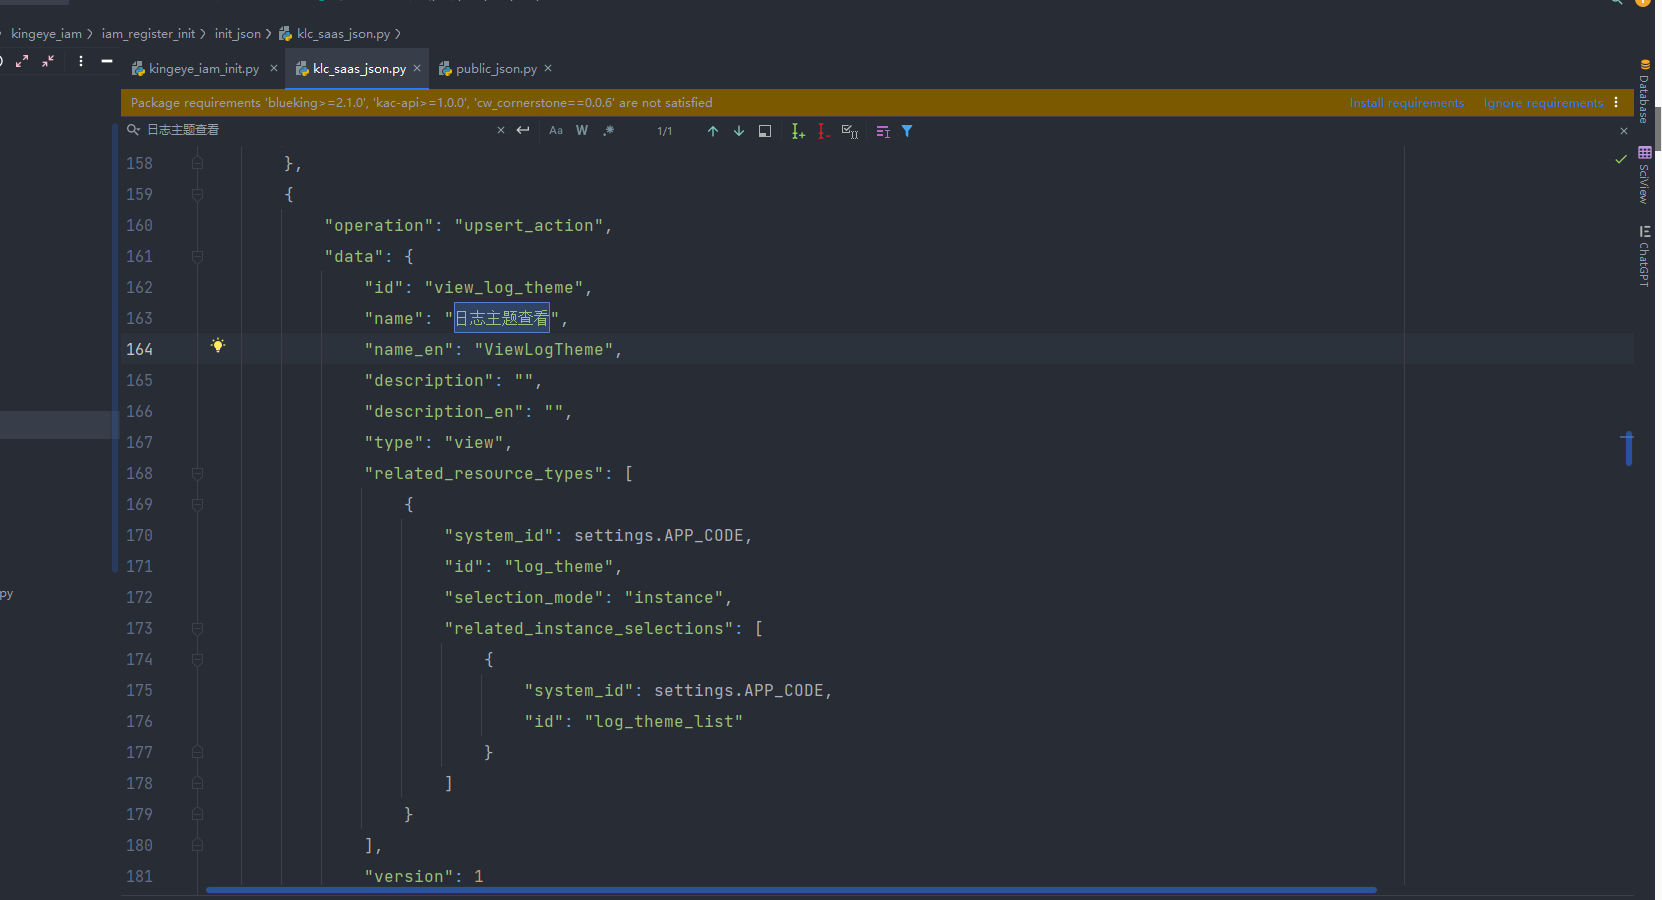 kingeye_iam › iam_register_init › init_json › klc_saas_json.py ›
kingeye_iam_init.py × klc_saas_json.py × public_json.py ×
Package requirements 'blueking>=2.1.0', 'kac-api>=1.0.0', 'cw_cornerstone==0.0.6' are not satisfied Install requirements Ignore requirements
日志主题查看 Aa W .* 1/1
158 },
159 {
160 "operation": "upsert_action",
161 "data": {
162 "id": "view_log_theme",
163 "name": "日志主题查看",
164 "name_en": "ViewLogTheme",
165 "description": "",
166 "description_en": "",
167 "type": "view",
168 "related_resource_types": [
169 {
170 "system_id": settings.APP_CODE,
171 "id": "log_theme",
172 "selection_mode": "instance",
173 "related_instance_selections": [
174 {
175 "system_id": settings.APP_CODE,
176 "id": "log_theme_list"
177 }
178 ]
179 }
180 ],
181 "version": 1
py
Database
SciView
ChatGPT